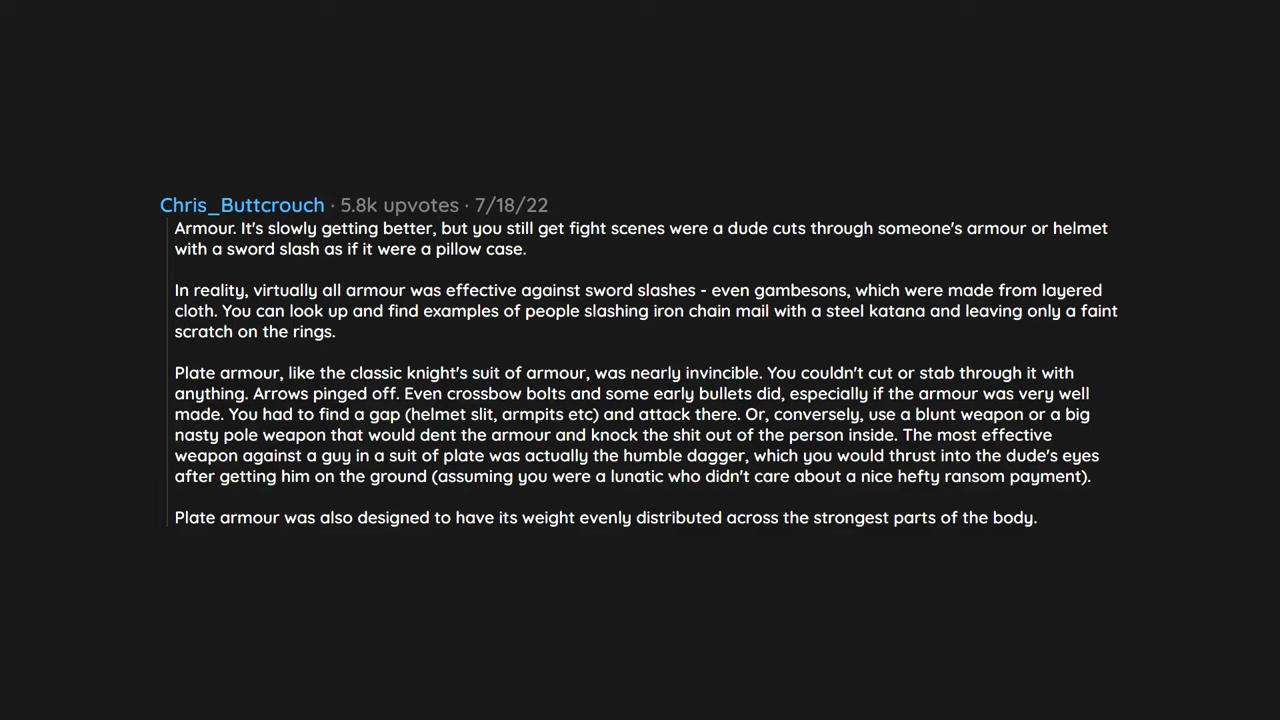 Chris_Buttcrouch · 5.8k upvotes · 7/18/22
Armour. It's slowly getting better, but you still get fight scenes were a dude cuts through someone's armour or helmet
with a sword slash as if it were a pillow case.
In reality, virtually all armour was effective against sword slashes - even gambesons, which were made from layered
cloth. You can look up and find examples of people slashing iron chain mail with a steel katana and leaving only a faint
scratch on the rings.
Plate armour, like the classic knight's suit of armour, was nearly invincible. You couldn't cut or stab through it with
anything. Arrows pinged off. Even crossbow bolts and some early bullets did, especially if the armour was very well
made. You had to find a gap (helmet slit, armpits etc) and attack there. Or, conversely, use a blunt weapon or a big
nasty pole weapon that would dent the armour and knock the shit out of the person inside. The most effective
weapon against a guy in a suit of plate was actually the humble dagger, which you would thrust into the dude's eyes
after getting him on the ground (assuming you were a lunatic who didn't care about a nice hefty ransom payment).
Plate armour was also designed to have its weight evenly distributed across the strongest parts of the body.